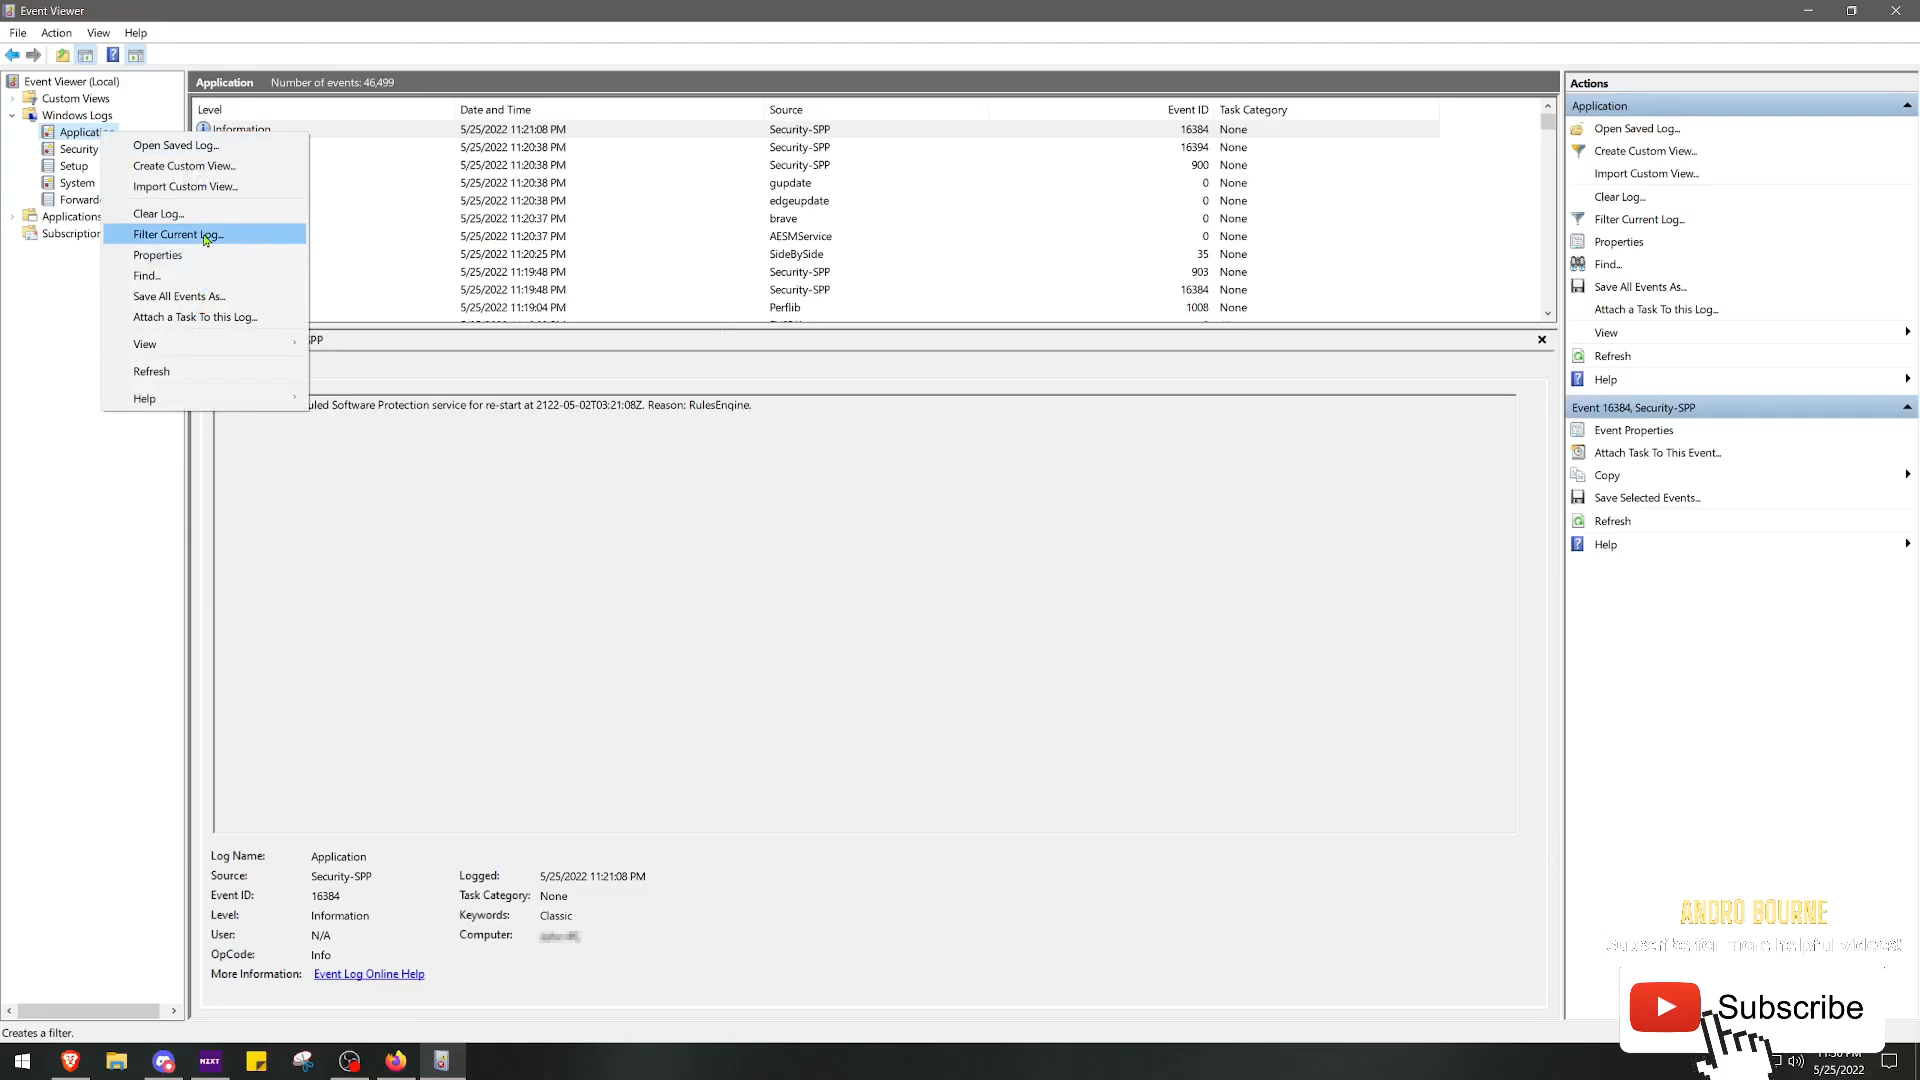 Event Viewer
File Action View Help
Event Viewer (Local)
Custom Views
Windows Logs
Security
Setup
System
Open Saved Log...
Create Custom View...
Import Custom View...
Clear Log...
Filter Current Log...
Properties
Find...
Save All Events As...
Attach a Task To this Log...
View
Refresh
Help
Application Number of events: 46,499
Level Date and Time Source Event ID Task Category
Information 5/25/2022 11:21:08 PM Security-SPP 16384 None
5/25/2022 11:20:38 PM Security-SPP 16394 None
5/25/2022 11:20:38 PM Security-SPP 900 None
5/25/2022 11:20:38 PM gupdate 0 None
5/25/2022 11:20:38 PM edgeupdate 0 None
5/25/2022 11:20:37 PM brave 0 None
5/25/2022 11:20:37 PM AESMService 0 None
5/25/2022 11:20:25 PM SideBySide 35 None
5/25/2022 11:19:48 PM Security-SPP 903 None
5/25/2022 11:19:48 PM Security-SPP 16384 None
5/25/2022 11:19:04 PM Perflib 1008 None
Software Protection service for re-start at 2122-05-02T03:21:08Z. Reason: RulesEngine.
Log Name: Application
Source: Security-SPP Logged: 5/25/2022 11:21:08 PM
Event ID: 16384 Task Category: None
Level: Information Keywords: Classic
User: N/A Computer:
OpCode: Info
More Information: Event Log Online Help
Actions
Application
Open Saved Log...
Create Custom View...
Import Custom View...
Clear Log...
Filter Current Log...
Properties
Find...
Save All Events As...
Attach a Task To this Log...
View
Refresh
Help
Event 16384, Security-SPP
Event Properties
Attach Task To This Event...
Copy
Save Selected Events...
Refresh
Help
ANDRO BOURNE
Subscribe for more helpful videos!
Subscribe
Creates a filter.
NZXT
5/25/2022